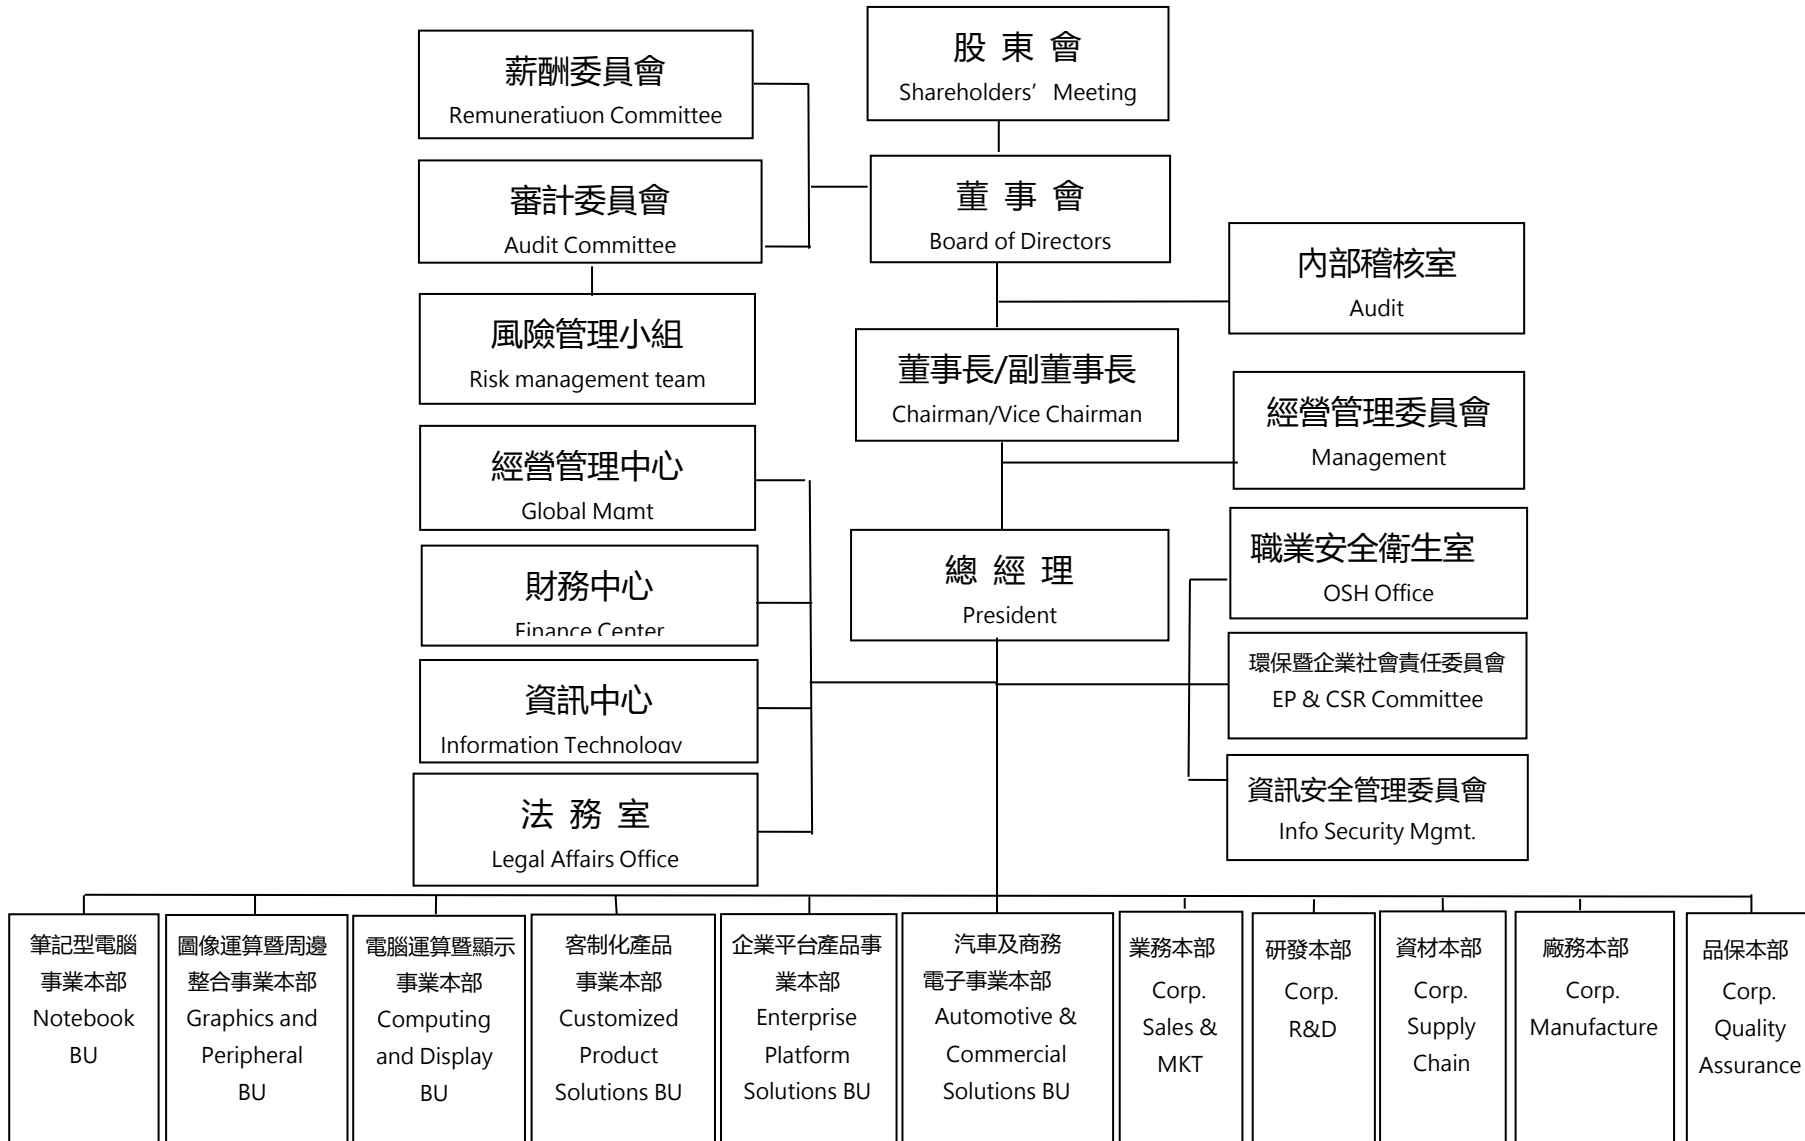 股 東 會
Shareholders’ Meeting
薪酬委員會
Remuneratiuon Committee
審計委員會
Audit Committee
董 事 會
Board of Directors
內部稽核室
Audit
風險管理小組
Risk management team
董事長/副董事長
Chairman/Vice Chairman
經營管理委員會
Management
經營管理中心
Global Mgmt
總 經 理
President
職業安全衛生室
OSH Office
財務中心
Finance Center
環保暨企業社會責任委員會
EP & CSR Committee
資訊中心
Information Technology
資訊安全管理委員會
Info Security Mgmt.
法 務 室
Legal Affairs Office
筆記型電腦
事業本部
Notebook
BU
圖像運算暨周邊
整合事業本部
Graphics and
Peripheral
BU
電腦運算暨顯示
事業本部
Computing
and Display
BU
客制化產品
事業本部
Customized
Product
Solutions BU
企業平台產品事
業本部
Enterprise
Platform
Solutions BU
汽車及商務
電子事業本部
Automotive &
Commercial
Solutions BU
業務本部
Corp.
Sales &
MKT
研發本部
Corp.
R&D
資材本部
Corp.
Supply
Chain
廠務本部
Corp.
Manufacture
品保本部
Corp.
Quality
Assurance